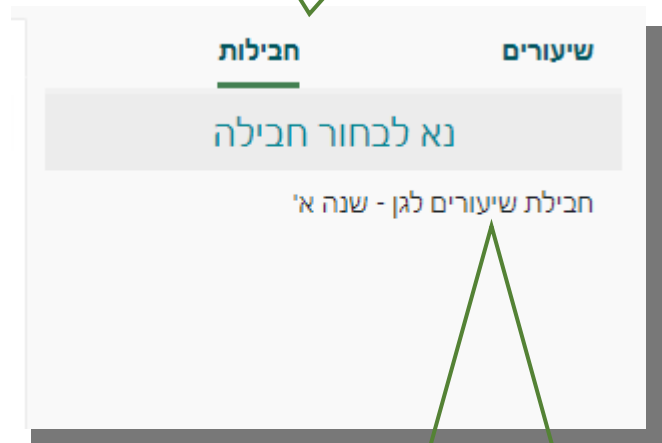 שיעורים חבילות
נא לבחור חבילה
חבילת שיעורים לגן - שנה א'